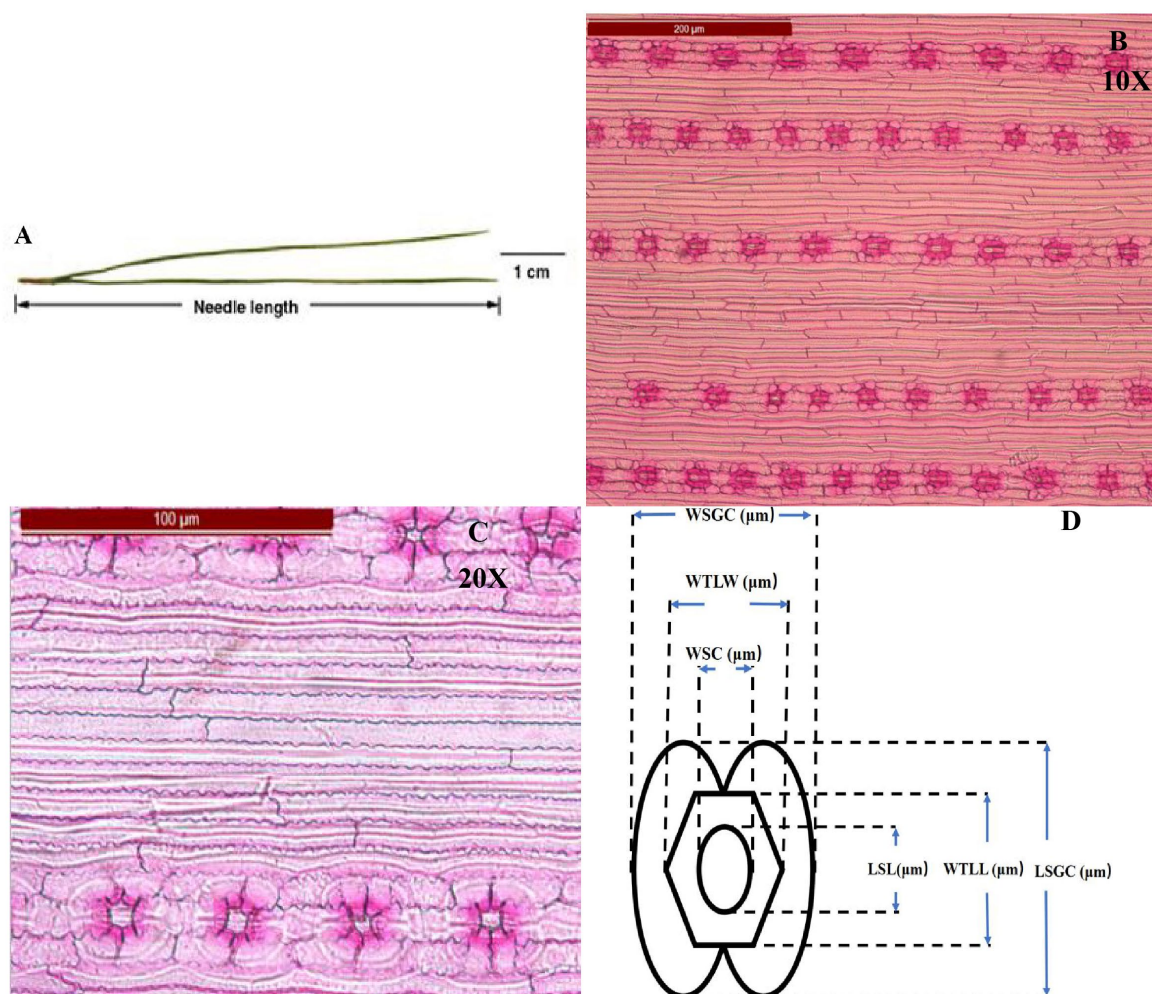 A
1 cm
Needle length
200 µm
B
10X
100 µm
C
20X
D
WSGC (µm)
WTLW (µm)
WSC (µm)
LSL(µm)
WTLL (µm)
LSGC (µm)